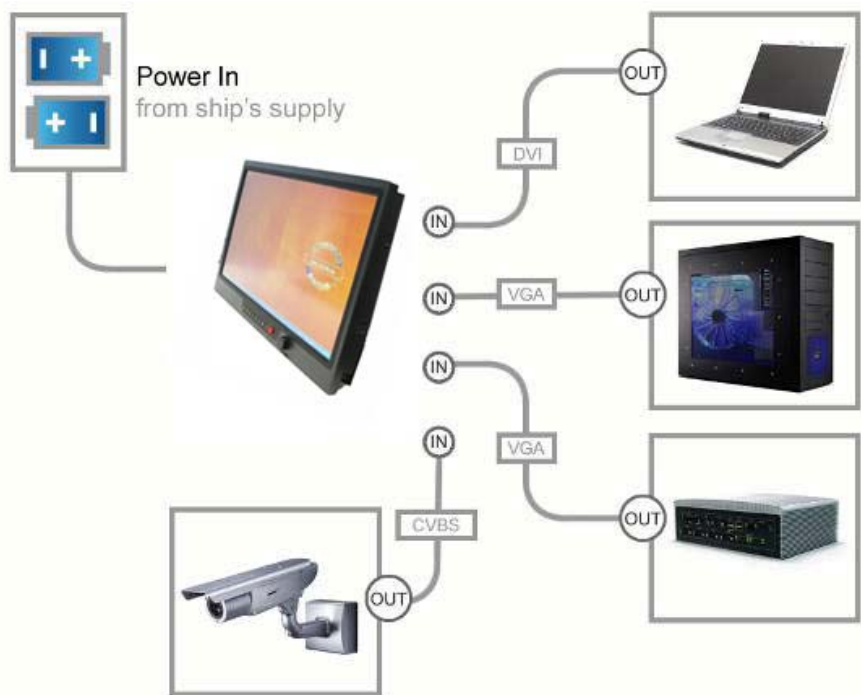 Power In
from ship's supply
OUT
DVI
IN
IN
VGA
OUT
IN
IN
VGA
CVBS
OUT
OUT